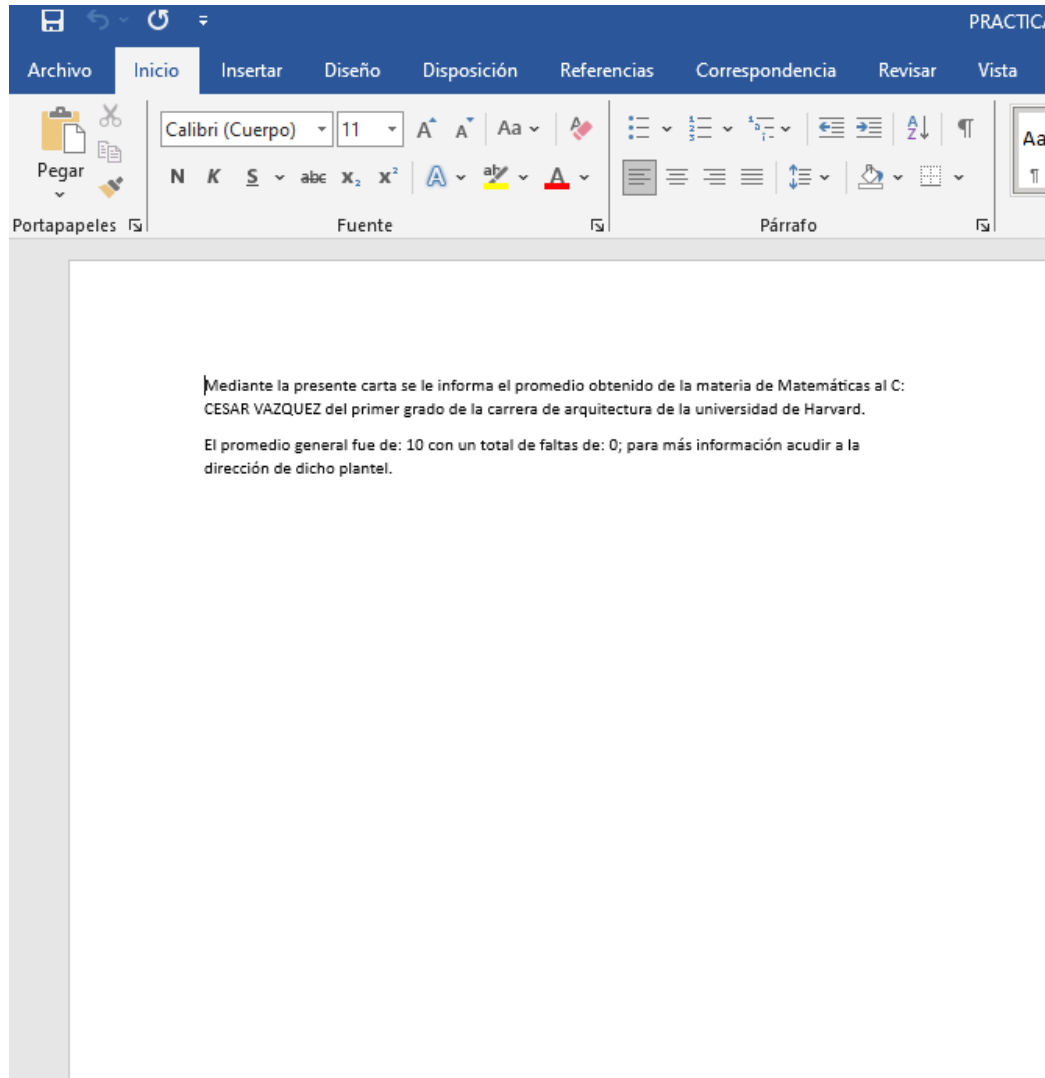 PRACTICA
Archivo Inicio Insertar Diseño Disposición Referencias Correspondencia Revisar Vista
Calibri (Cuerpo) 11 A A Aa
Pegar N K S abc x₂ x² A A
Portapapeles Fuente Párrafo
Mediante la presente carta se le informa el promedio obtenido de la materia de Matemáticas al C:
CESAR VAZQUEZ del primer grado de la carrera de arquitectura de la universidad de Harvard.
El promedio general fue de: 10 con un total de faltas de: 0; para más información acudir a la
dirección de dicho plantel.